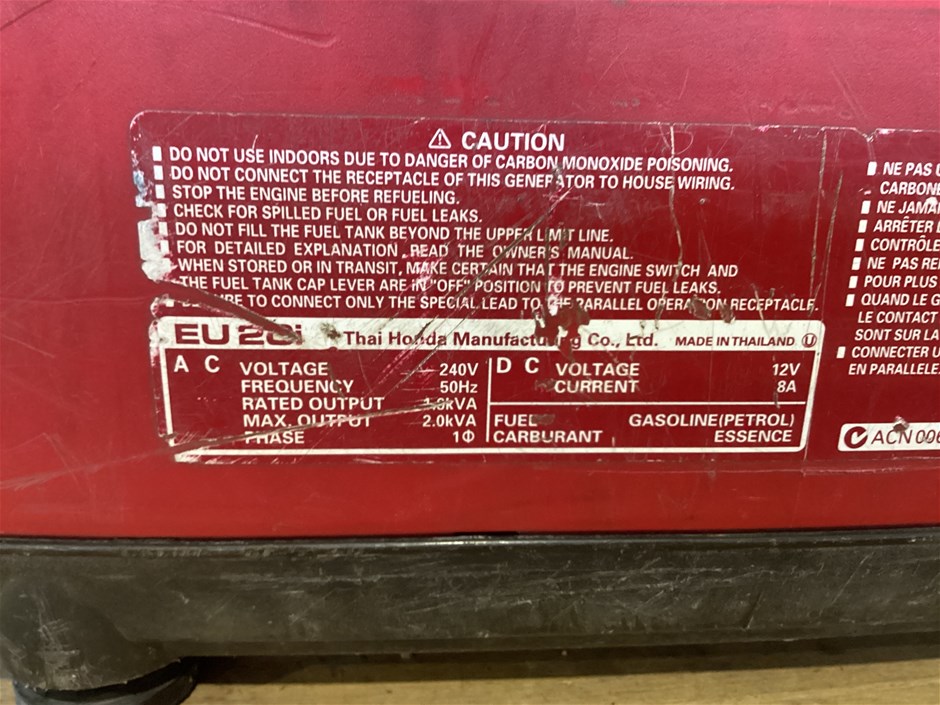 ⚠ CAUTION
DO NOT USE INDOORS DUE TO DANGER OF CARBON MONOXIDE POISONING.
DO NOT CONNECT THE RECEPTACLE OF THIS GENERATOR TO HOUSE WIRING.
STOP THE ENGINE BEFORE REFUELING.
CHECK FOR SPILLED FUEL OR FUEL LEAKS.
DO NOT FILL THE FUEL TANK BEYOND THE UPPER LIMIT LINE.
FOR DETAILED EXPLANATION, READ THE OWNER'S MANUAL.
WHEN STORED OR IN TRANSIT, MAKE CERTAIN THAT THE ENGINE SWITCH AND
THE FUEL TANK CAP LEVER ARE IN "OFF" POSITION TO PREVENT FUEL LEAKS.
BE SURE TO CONNECT ONLY THE SPECIAL LEAD TO THE PARALLEL OPERATION RECEPTACLE.
EU 20i Thai Honda Manufacturing Co., Ltd. MADE IN THAILAND Ⓤ
AC
VOLTAGE 240V
FREQUENCY 50Hz
RATED OUTPUT kVA
MAX. OUTPUT 2.0kVA
PHASE 1Φ
DC
VOLTAGE 12V
CURRENT 8A
FUEL GASOLINE(PETROL)
CARBURANT ESSENCE
NE PAS
CARBONE
NE JAMAI
ARRÊTER
CONTRÔLE
NE PAS
POUR PLUS
QUAND LE
LE CONTACT
SONT SUR LA
CONNECTER
EN PARALLELE
ACN 006